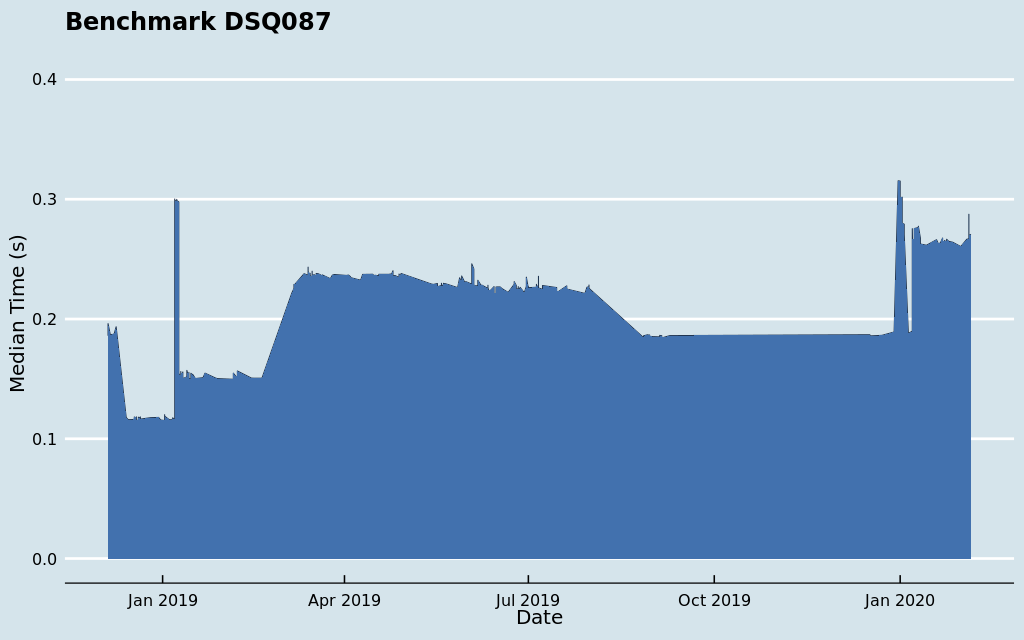 Benchmark DSQ087
Median Time (s)
0.4
0.3
0.2
0.1
0.0
Jan 2019
Apr 2019
Jul 2019
Oct 2019
Jan 2020
Date